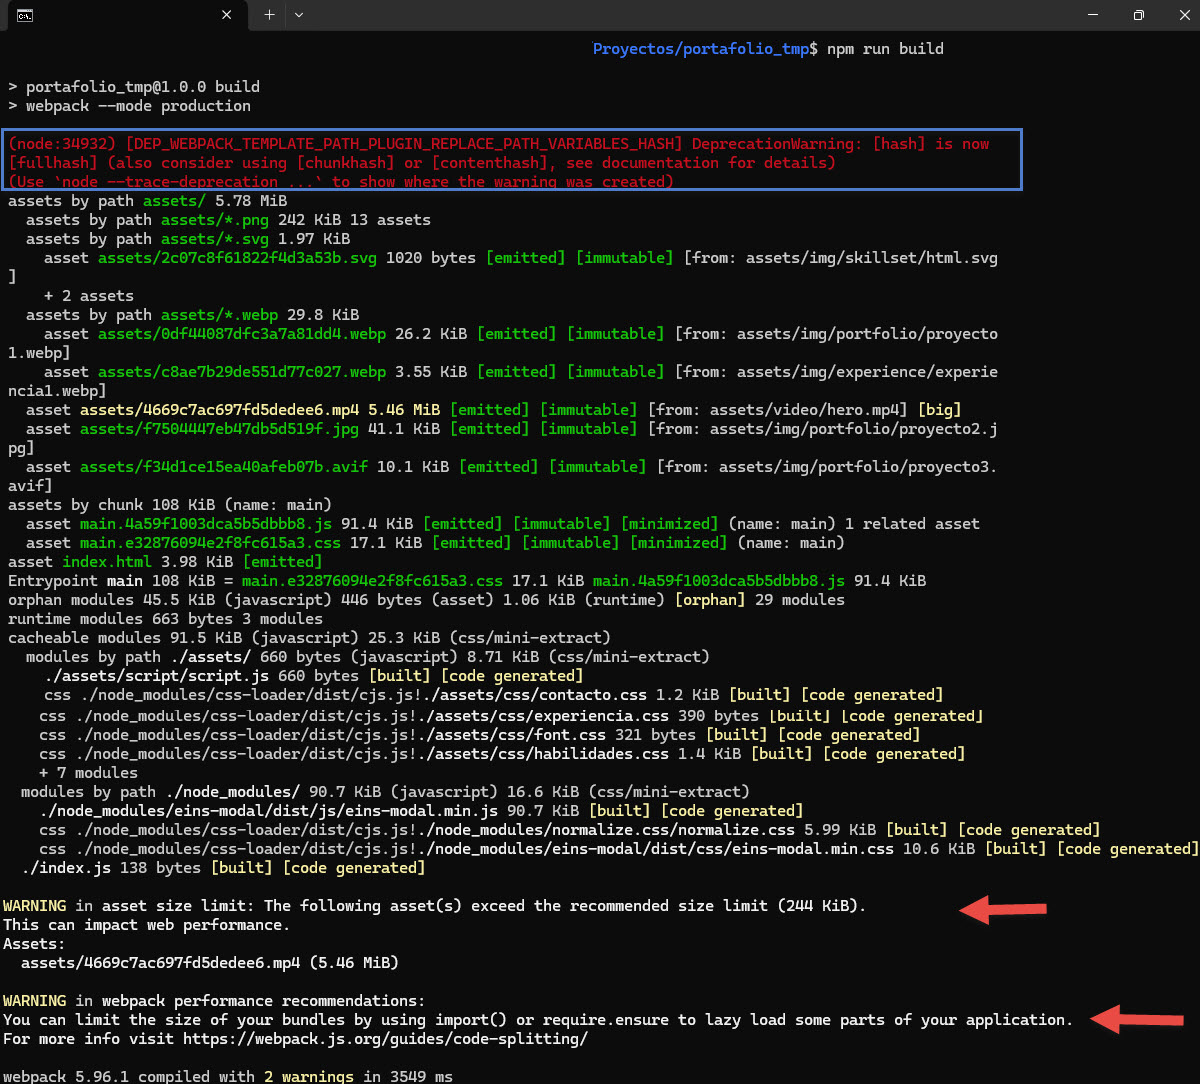 Proyectos/portafolio_tmp$ npm run build
> portafolio_tmp@1.0.0 build
> webpack --mode production
(node:34932) [DEP_WEBPACK_TEMPLATE_PATH_PLUGIN_REPLACE_PATH_VARIABLES_HASH] DeprecationWarning: [hash] is now
[fullhash] (also consider using [chunkhash] or [contenthash], see documentation for details)
(Use `node --trace-deprecation ...` to show where the warning was created)
assets by path assets/ 5.78 MiB
assets by path assets/*.png 242 KiB 13 assets
assets by path assets/*.svg 1.97 KiB
asset assets/2c07c8f61822f4d3a53b.svg 1020 bytes [emitted] [immutable] [from: assets/img/skillset/html.svg
]
+ 2 assets
assets by path assets/*.webp 29.8 KiB
asset assets/0df44087dfc3a7a81dd4.webp 26.2 KiB [emitted] [immutable] [from: assets/img/portfolio/proyecto
1.webp]
asset assets/c8ae7b29de551d77c027.webp 3.55 KiB [emitted] [immutable] [from: assets/img/experience/experie
ncia1.webp]
asset assets/4669c7ac697fd5dedee6.mp4 5.46 MiB [emitted] [immutable] [from: assets/video/hero.mp4] [big]
asset assets/f7504447eb47db5d519f.jpg 41.1 KiB [emitted] [immutable] [from: assets/img/portfolio/proyecto2.j
pg]
asset assets/f34d1ce15ea40afeb07b.avif 10.1 KiB [emitted] [immutable] [from: assets/img/portfolio/proyecto3.
avif]
assets by chunk 108 KiB (name: main)
asset main.4a59f1003dca5b5dbbb8.js 91.4 KiB [emitted] [immutable] [minimized] (name: main) 1 related asset
asset main.e32876094e2f8fc615a3.css 17.1 KiB [emitted] [immutable] [minimized] (name: main)
asset index.html 3.98 KiB [emitted]
Entrypoint main 108 KiB = main.e32876094e2f8fc615a3.css 17.1 KiB main.4a59f1003dca5b5dbbb8.js 91.4 KiB
orphan modules 45.5 KiB (javascript) 446 bytes (asset) 1.06 KiB (runtime) [orphan] 29 modules
runtime modules 663 bytes 3 modules
cacheable modules 91.5 KiB (javascript) 25.3 KiB (css/mini-extract)
modules by path ./assets/ 660 bytes (javascript) 8.71 KiB (css/mini-extract)
./assets/script/script.js 660 bytes [built] [code generated]
css ./node_modules/css-loader/dist/cjs.js!./assets/css/contacto.css 1.2 KiB [built] [code generated]
css ./node_modules/css-loader/dist/cjs.js!./assets/css/experiencia.css 390 bytes [built] [code generated]
css ./node_modules/css-loader/dist/cjs.js!./assets/css/font.css 321 bytes [built] [code generated]
css ./node_modules/css-loader/dist/cjs.js!./assets/css/habilidades.css 1.4 KiB [built] [code generated]
+ 7 modules
modules by path ./node_modules/ 90.7 KiB (javascript) 16.6 KiB (css/mini-extract)
./node_modules/eins-modal/dist/js/eins-modal.min.js 90.7 KiB [built] [code generated]
css ./node_modules/css-loader/dist/cjs.js!./node_modules/normalize.css/normalize.css 5.99 KiB [built] [code generated]
css ./node_modules/css-loader/dist/cjs.js!./node_modules/eins-modal/dist/css/eins-modal.min.css 10.6 KiB [built] [code generated]
./index.js 138 bytes [built] [code generated]
WARNING in asset size limit: The following asset(s) exceed the recommended size limit (244 KiB).
This can impact web performance.
Assets:
assets/4669c7ac697fd5dedee6.mp4 (5.46 MiB)
WARNING in webpack performance recommendations:
You can limit the size of your bundles by using import() or require.ensure to lazy load some parts of your application.
For more info visit https://webpack.js.org/guides/code-splitting/
webpack 5.96.1 compiled with 2 warnings in 3549 ms